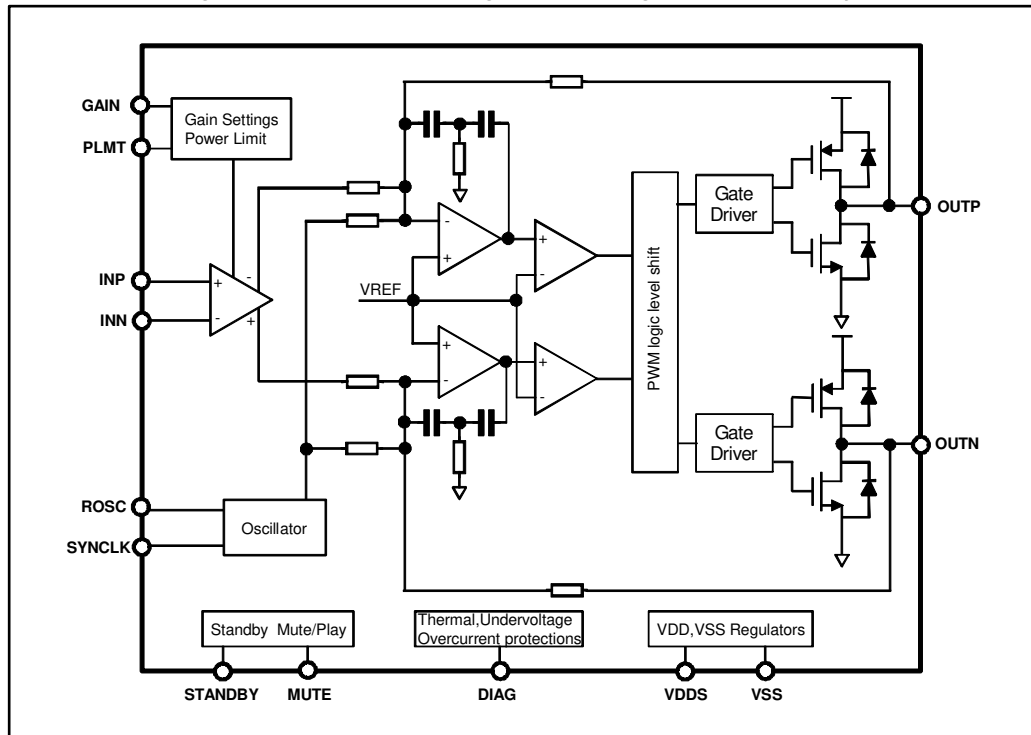 GAIN
Gain Settings
Power Limit
PLMT
INP
+
-
INN
-
+
-
+
VREF
+
-
+
-
+
-
PWM logic level shift
Gate
Driver
OUTP
Gate
Driver
OUTN
ROSC
Oscillator
SYNCLK
Standby Mute/Play
Thermal,Undervoltage
Overcurrent protections
VDD,VSS Regulators
STANDBY
MUTE
DIAG
VDDS
VSS